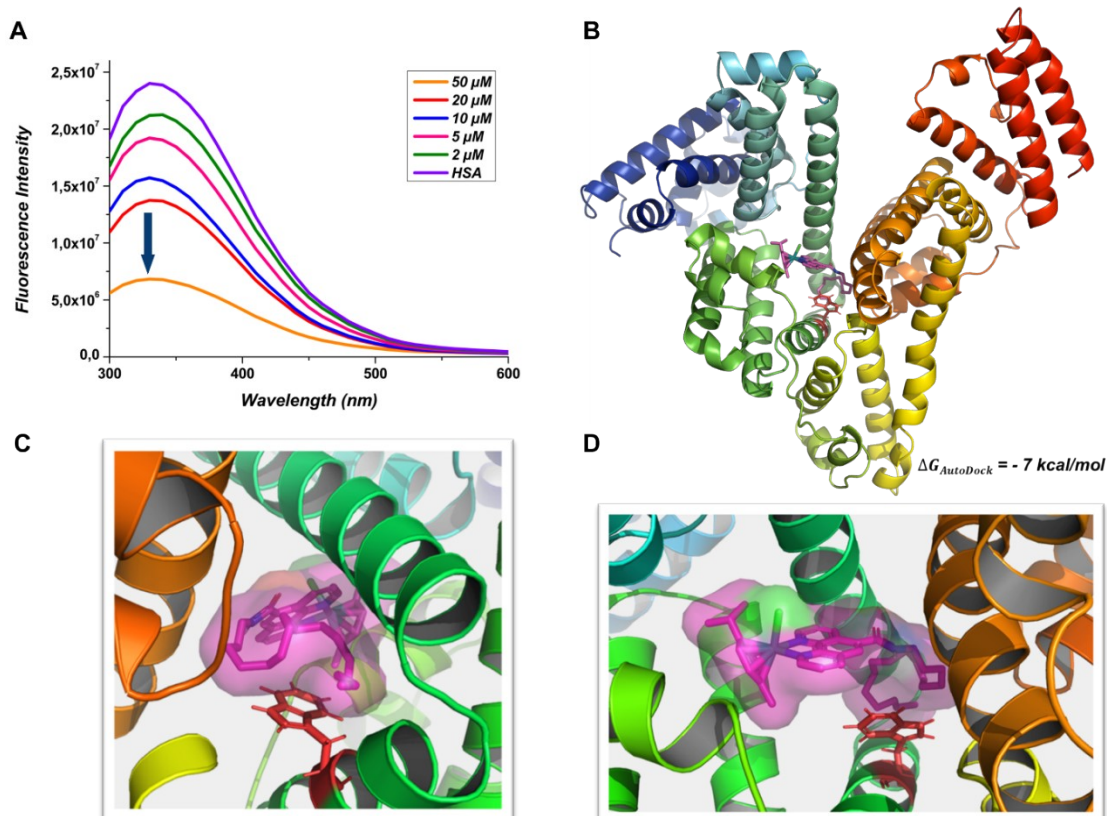 A
Fluorescence Intensity
2,5x10⁷
2,0x10⁷
1,5x10⁷
1,0x10⁷
5,0x10⁶
0,0
300
400
500
600
Wavelength (nm)
50 µM
20 µM
10 µM
5 µM
2 µM
HSA
B
ΔG_AutoDock = - 7 kcal/mol
C
D